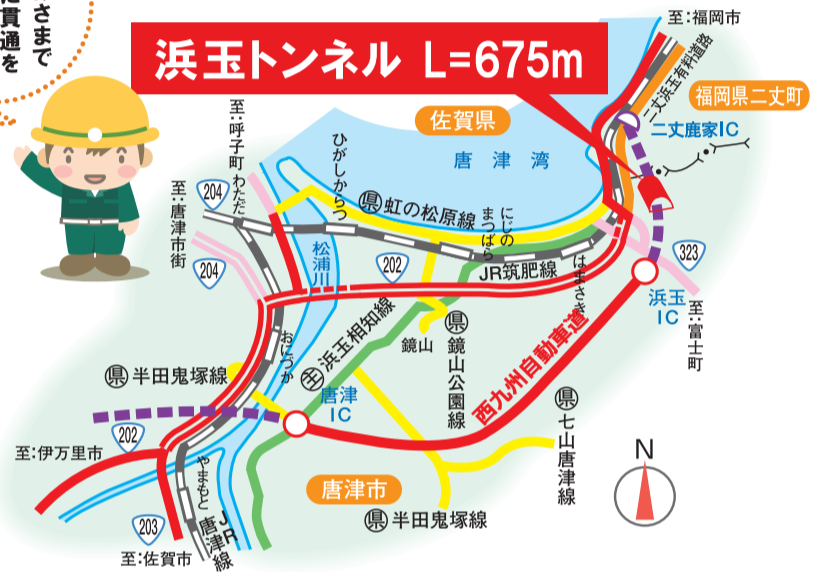 さまで
貫通を
浜玉トンネル L=675m
至:福岡市
二丈浜玉有料道路
福岡県二丈町
二丈鹿家IC
佐賀県
唐津湾
至:呼子町
わただ
ひがしからつ
県 虹の松原線
にじの
まつばら
204
至:唐津市街
204
松浦川
202
JR筑肥線
はまさき
323
浜玉
IC
至:富士町
おにづか
主 浜玉相知線
鏡山
県 鏡山公園線
西九州自動車道
県 半田鬼塚線
唐津
IC
県 七山唐津線
202
至:伊万里市
やまもと
唐津市
N
203
JR
唐津線
県 半田鬼塚線
至:佐賀市